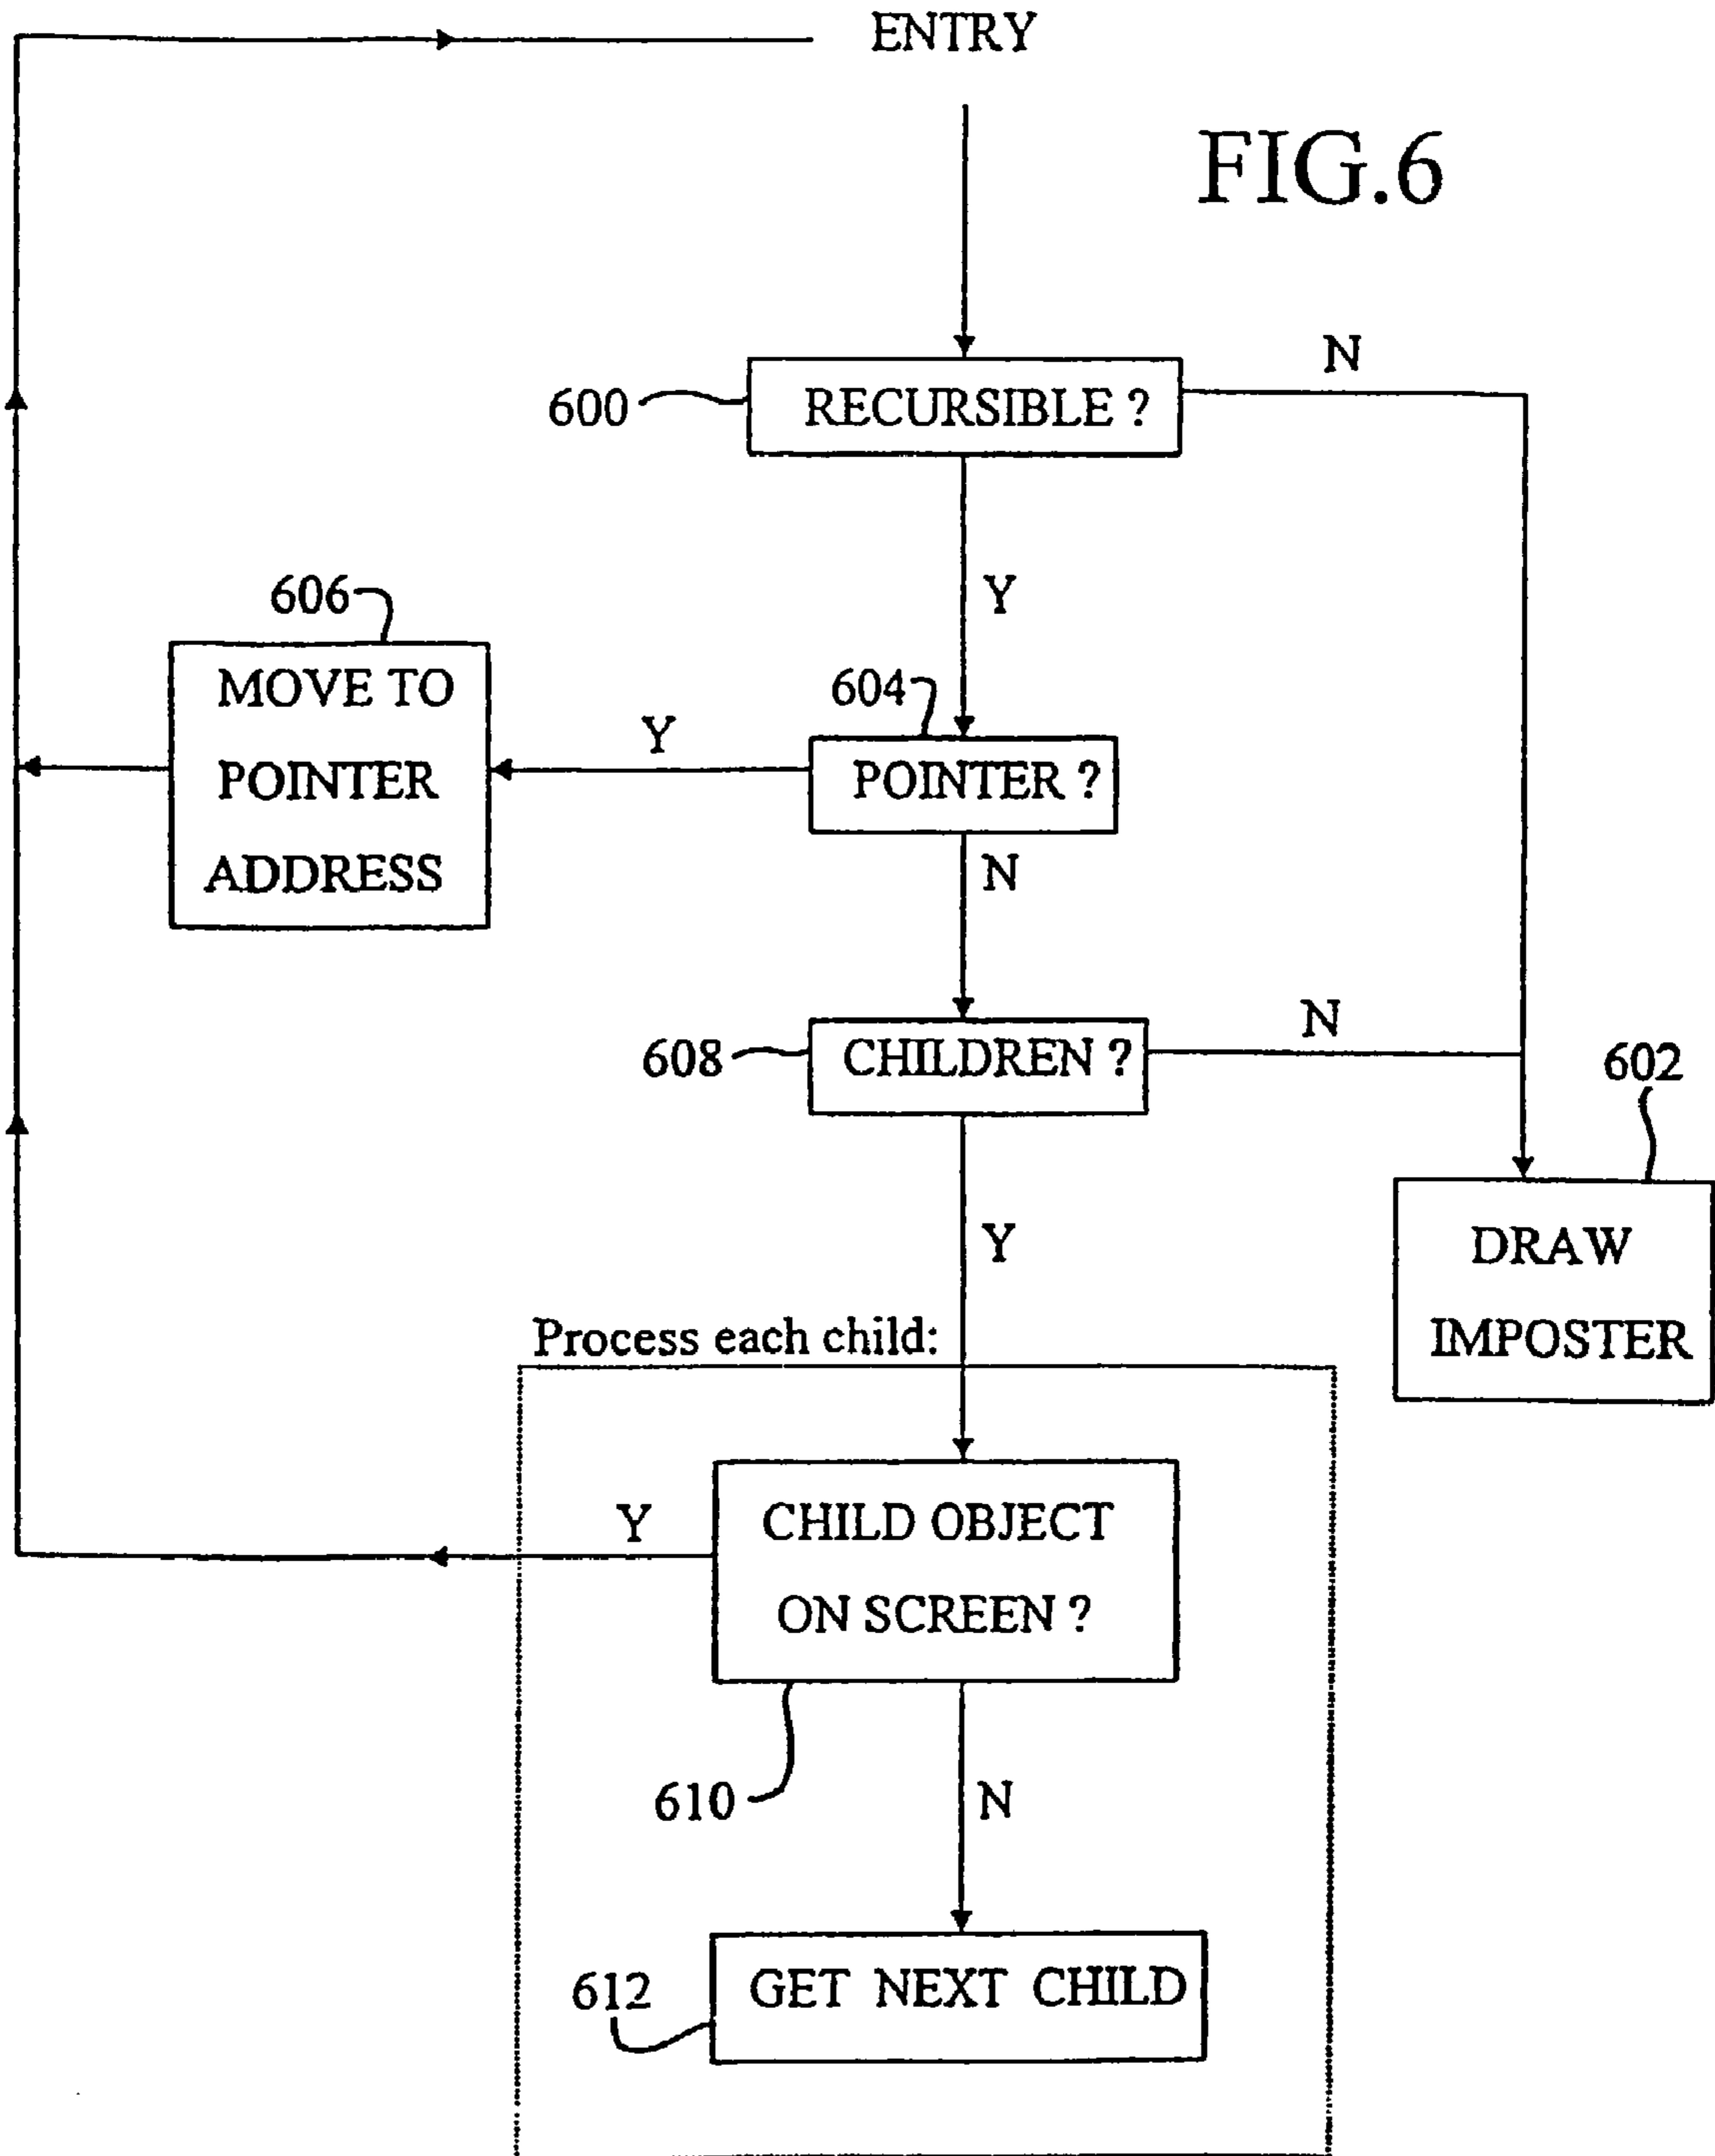 ENTRY
FIG.6
N
600
RECURSIBLE ?
Y
606
MOVE TO
POINTER
ADDRESS
604
Y
POINTER ?
N
N
608
CHILDREN ?
602
DRAW
IMPOSTER
Y
Process each child:
Y
CHILD OBJECT
ON SCREEN ?
610
N
612
GET NEXT CHILD